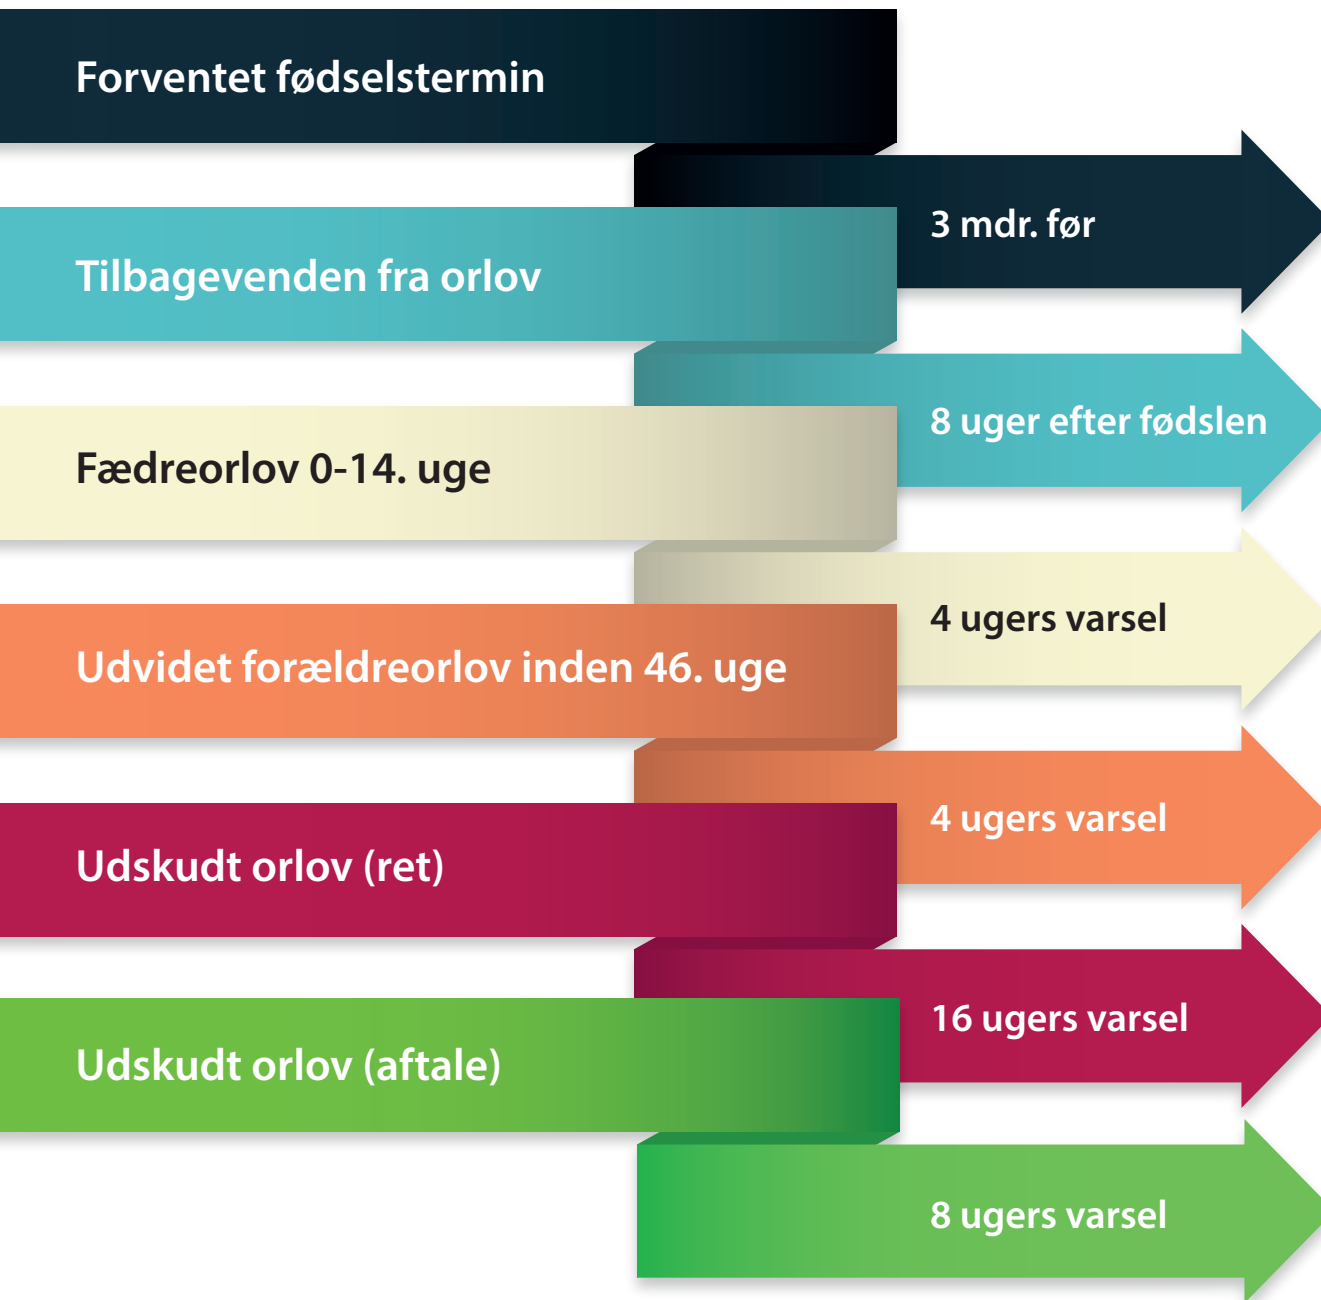 Forventet fødselstermin
3 mdr. før
Tilbagevenden fra orlov
8 uger efter fødslen
Fædreorlov 0-14. uge
4 ugers varsel
Udvidet forældreorlov inden 46. uge
4 ugers varsel
Udskudt orlov (ret)
16 ugers varsel
Udskudt orlov (aftale)
8 ugers varsel